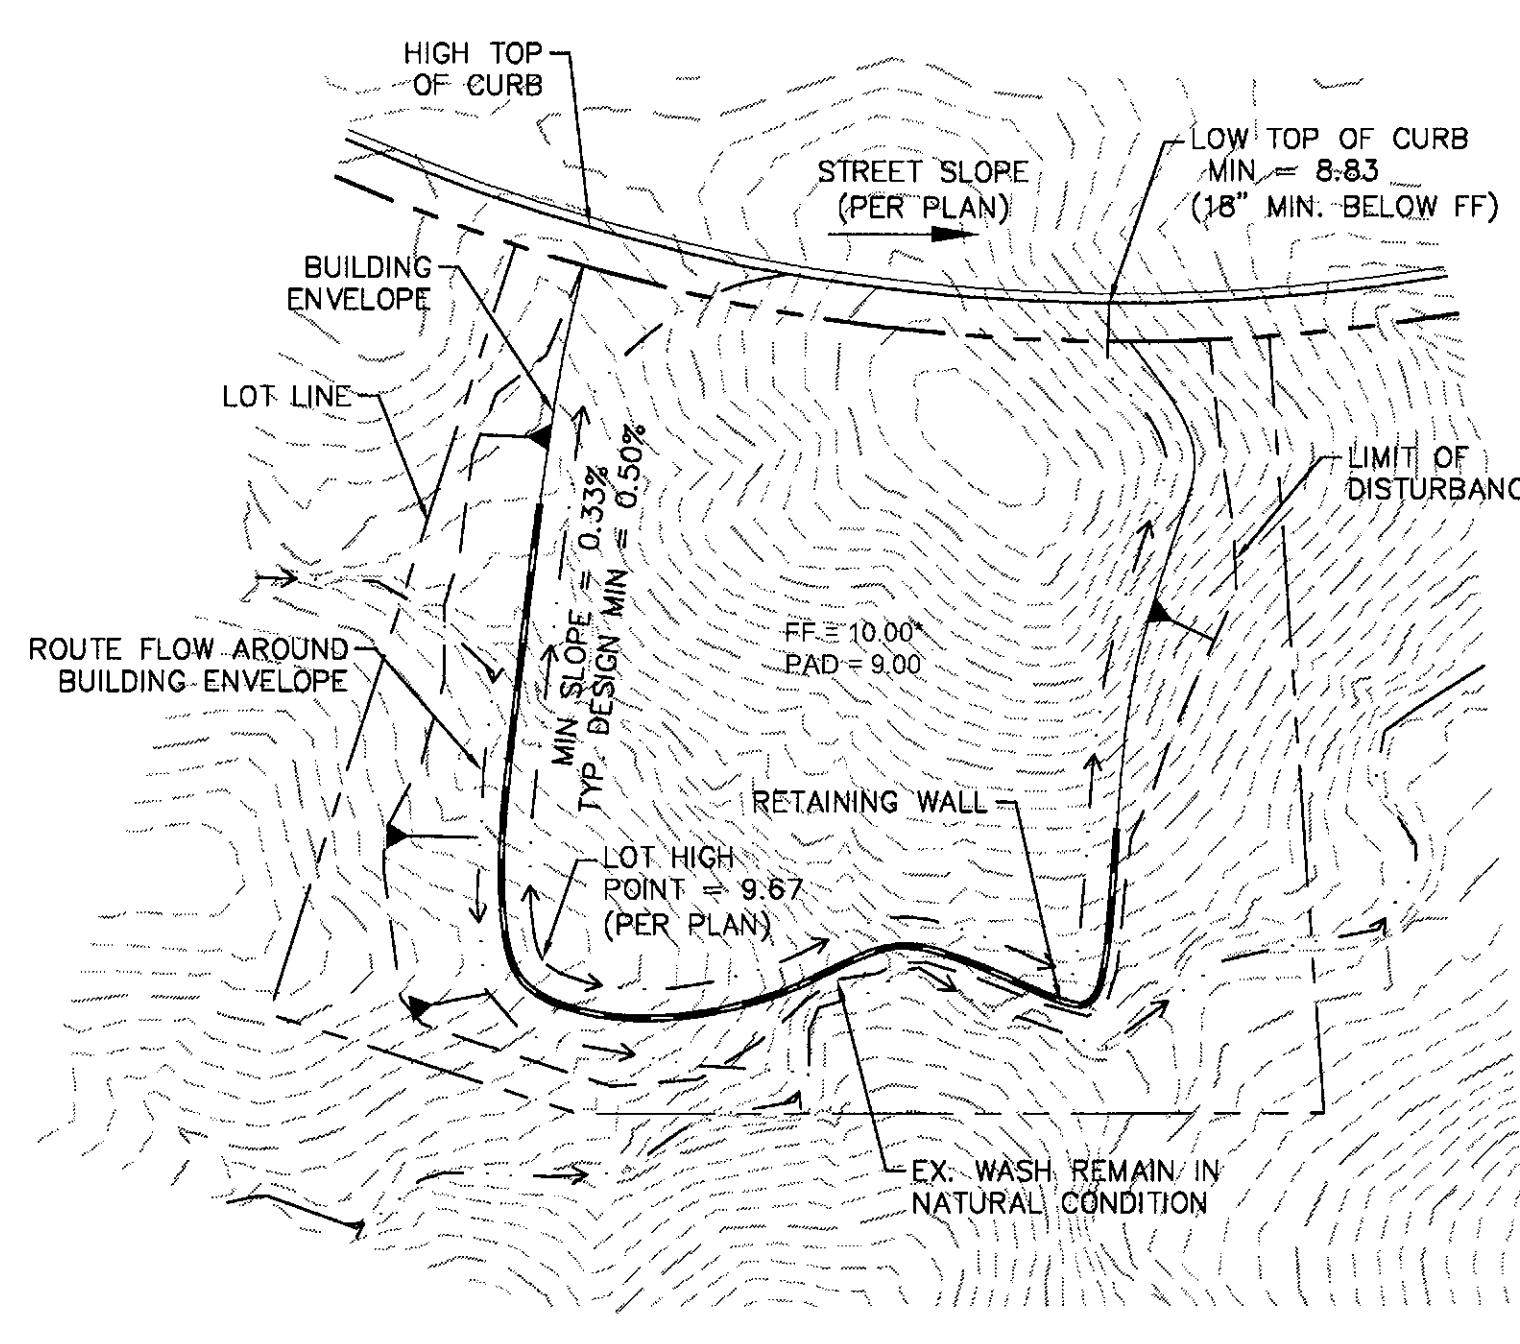 HIGH TOP
OF CURB
LOW TOP OF CURB
MIN = 8.83
(18" MIN. BELOW FF)
STREET SLOPE
(PER PLAN)
BUILDING
ENVELOPE
LOT LINE
LIMIT OF
DISTURBANC
MIN SLOPE = 0.33%
TYP. DESIGN MIN = 0.50%
FF = 10.00*
PAD = 9.00
ROUTE FLOW AROUND
BUILDING ENVELOPE
RETAINING WALL
LOT HIGH
POINT = 9.67
(PER PLAN)
EX. WASH REMAIN IN
NATURAL CONDITION